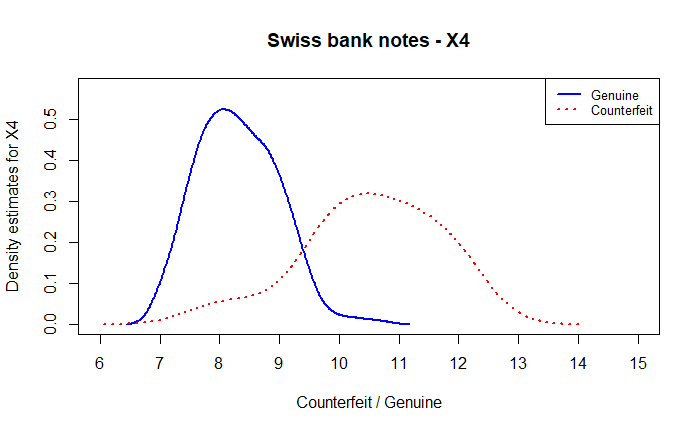 Swiss bank notes - X4
Genuine
Counterfeit
Density estimates for X4
0.5
0.4
0.3
0.2
0.1
0.0
6 7 8 9 10 11 12 13 14 15
Counterfeit / Genuine